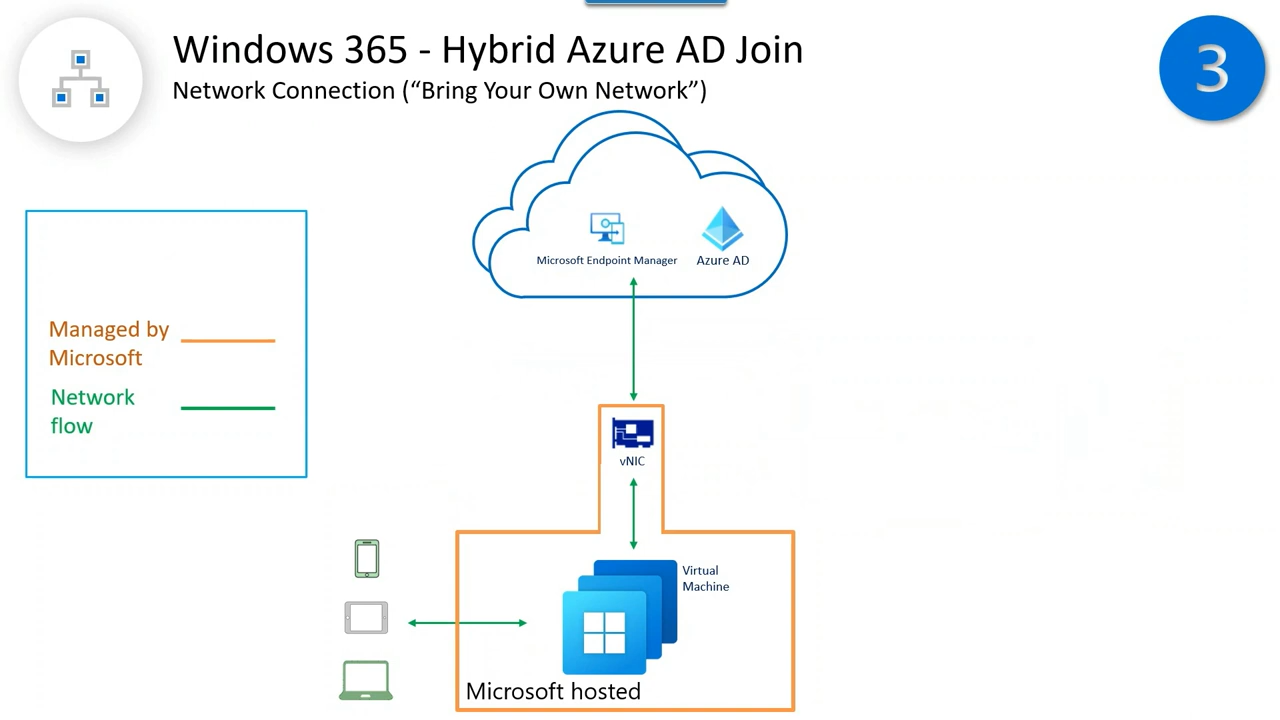 Windows 365 - Hybrid Azure AD Join
Network Connection (“Bring Your Own Network”)
3
Microsoft Endpoint Manager
Azure AD
Managed by
Microsoft
Network
flow
vNIC
Virtual
Machine
Microsoft hosted